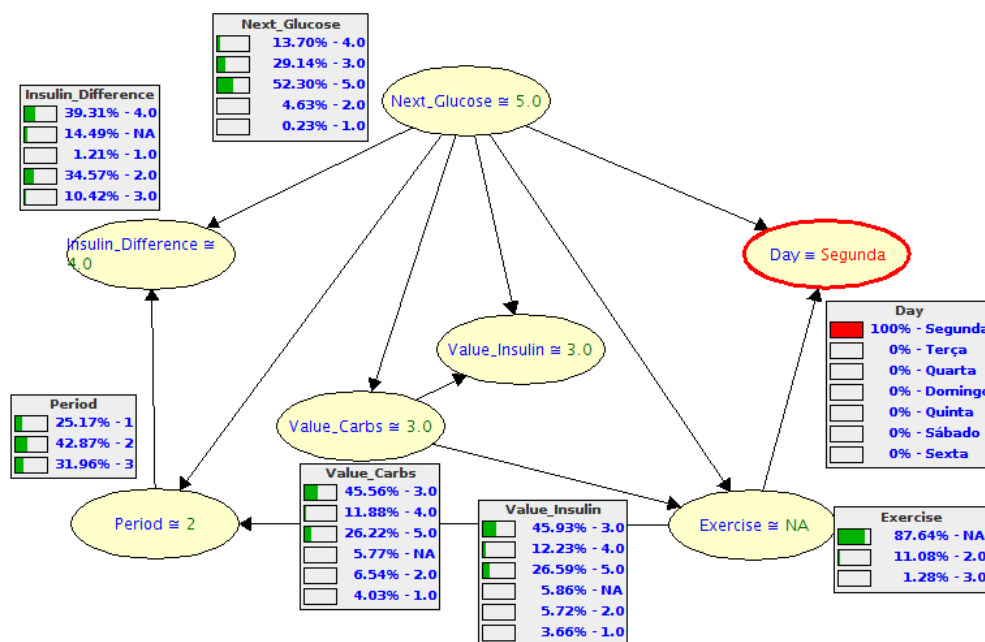 Next_Glucose
13.70% - 4.0
29.14% - 3.0
52.30% - 5.0
4.63% - 2.0
0.23% - 1.0
Next_Glucose ≅ 5.0
Insulin_Difference
39.31% - 4.0
14.49% - NA
1.21% - 1.0
34.57% - 2.0
10.42% - 3.0
Insulin_Difference ≅
4.0
Day ≅ Segunda
Day
100% - Segunda
0% - Terça
0% - Quarta
0% - Domingo
0% - Quinta
0% - Sábado
0% - Sexta
Value_Insulin ≅ 3.0
Value_Carbs ≅ 3.0
Period
25.17% - 1
42.87% - 2
31.96% - 3
Period ≅ 2
Value_Carbs
45.56% - 3.0
11.88% - 4.0
26.22% - 5.0
5.77% - NA
6.54% - 2.0
4.03% - 1.0
Value_Insulin
45.93% - 3.0
12.23% - 4.0
26.59% - 5.0
5.86% - NA
5.72% - 2.0
3.66% - 1.0
Exercise ≅ NA
Exercise
87.64% - NA
11.08% - 2.0
1.28% - 3.0